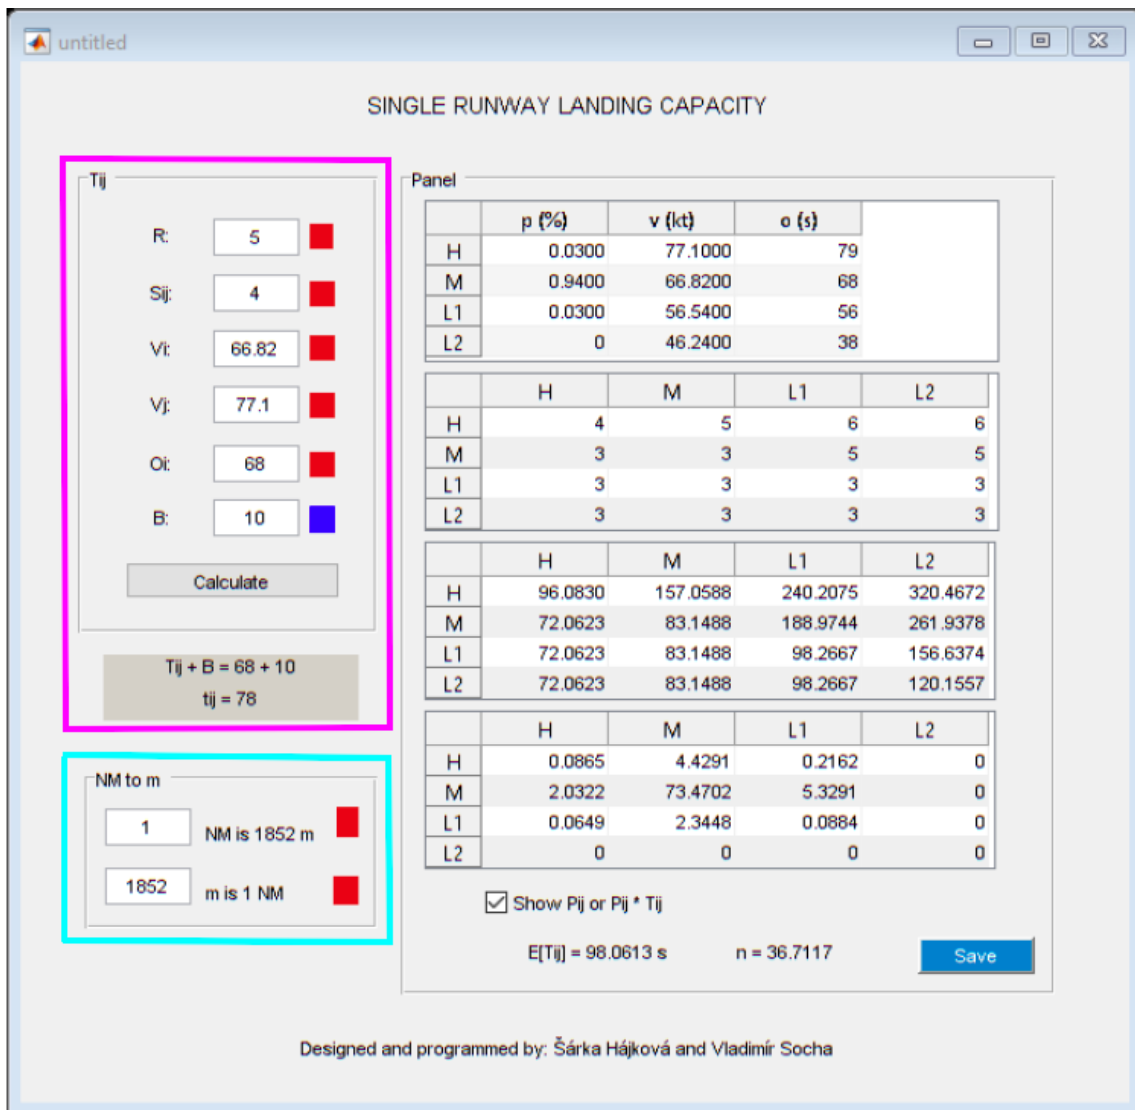 untitled
SINGLE RUNWAY LANDING CAPACITY
Tij
R: 5
Sij: 4
Vi: 66.82
Vj: 77.1
Oi: 68
B: 10
Calculate
Tij + B = 68 + 10
tij = 78
NM to m
1 NM is 1852 m
1852 m is 1 NM
Panel
p (%) v (kt) o (s)
H 0.0300 77.1000 79
M 0.9400 66.8200 68
L1 0.0300 56.5400 56
L2 0 46.2400 38
H M L1 L2
H 4 5 6 6
M 3 3 5 5
L1 3 3 3 3
L2 3 3 3 3
H M L1 L2
H 96.0830 157.0588 240.2075 320.4672
M 72.0623 83.1488 188.9744 261.9378
L1 72.0623 83.1488 98.2667 156.6374
L2 72.0623 83.1488 98.2667 120.1557
H M L1 L2
H 0.0865 4.4291 0.2162 0
M 2.0322 73.4702 5.3291 0
L1 0.0649 2.3448 0.0884 0
L2 0 0 0 0
Show Pij or Pij * Tij
E[Tij] = 98.0613 s n = 36.7117
Save
Designed and programmed by: Šárka Hájková and Vladimír Socha